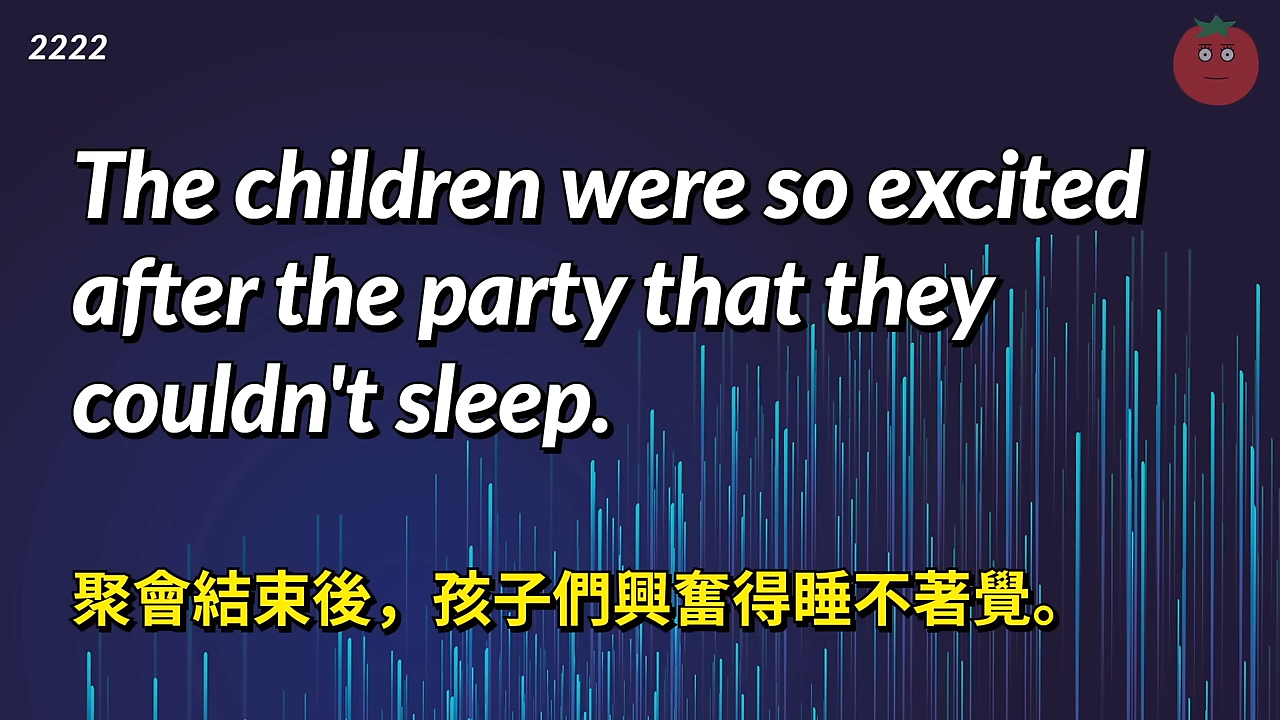 2222
The children were so excited
after the party that they
couldn't sleep.
聚會結束後，孩子們興奮得睡不著覺。